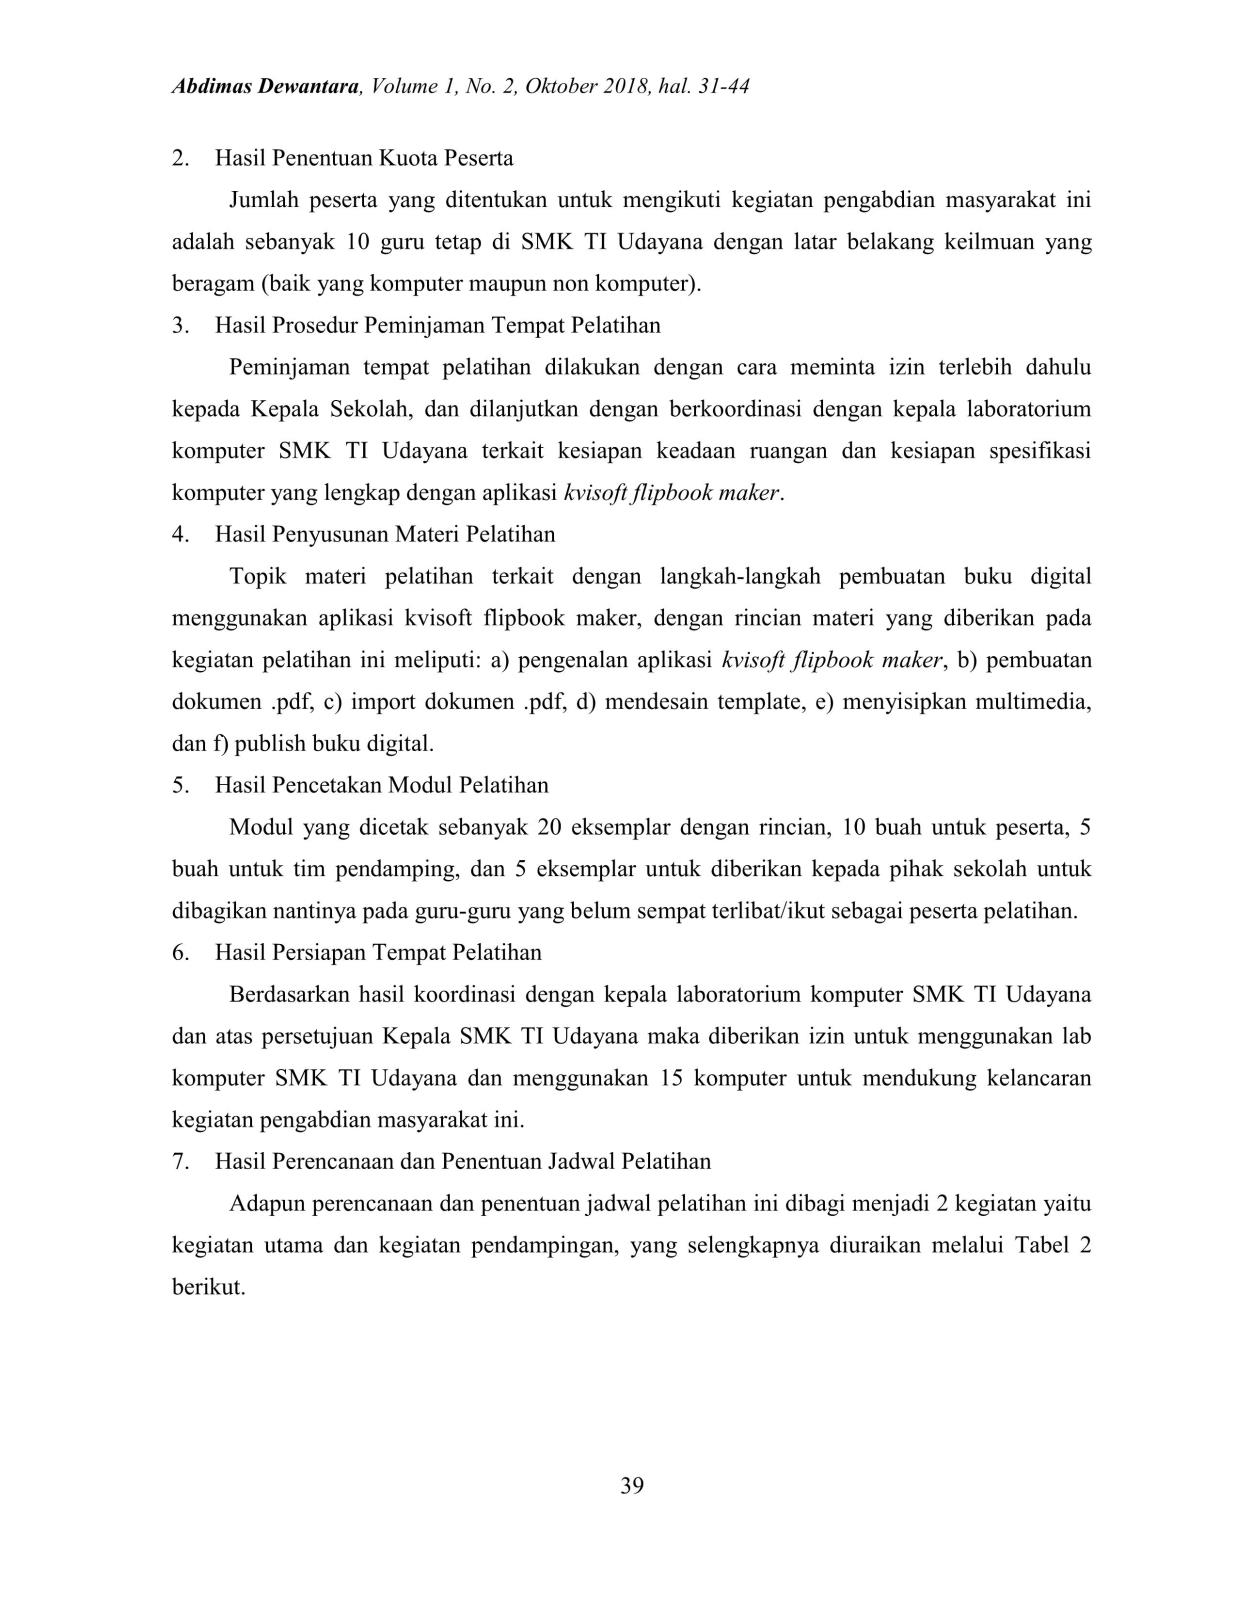 Abdimas Dewantara, Volume 1, No. 2, Oktober 2018, hal. 31-44
2. Hasil Penentuan Kuota Peserta
Jumlah peserta yang ditentukan untuk mengikuti kegiatan pengabdian masyarakat ini
adalah sebanyak 10 guru tetap di SMK TI Udayana dengan latar belakang keilmuan yang
beragam (baik yang komputer maupun non komputer).
3. Hasil Prosedur Peminjaman Tempat Pelatihan
Peminjaman tempat pelatihan dilakukan dengan cara meminta izin terlebih dahulu
kepada Kepala Sekolah, dan dilanjutkan dengan berkoordinasi dengan kepala laboratorium
komputer SMK TI Udayana terkait kesiapan keadaan ruangan dan kesiapan spesifikasi
komputer yang lengkap dengan aplikasi kvisoft flipbook maker.
4. Hasil Penyusunan Materi Pelatihan
Topik materi pelatihan terkait dengan langkah-langkah pembuatan buku digital
menggunakan aplikasi kvisoft flipbook maker, dengan rincian materi yang diberikan pada
kegiatan pelatihan ini meliputi: a) pengenalan aplikasi kvisoft flipbook maker, b) pembuatan
dokumen .pdf, c) import dokumen .pdf, d) mendesain template, e) menyisipkan multimedia,
dan f) publish buku digital.
5. Hasil Pencetakan Modul Pelatihan
Modul yang dicetak sebanyak 20 eksemplar dengan rincian, 10 buah untuk peserta, 5
buah untuk tim pendamping, dan 5 eksemplar untuk diberikan kepada pihak sekolah untuk
dibagikan nantinya pada guru-guru yang belum sempat terlibat/ikut sebagai peserta pelatihan.
6. Hasil Persiapan Tempat Pelatihan
Berdasarkan hasil koordinasi dengan kepala laboratorium komputer SMK TI Udayana
dan atas persetujuan Kepala SMK TI Udayana maka diberikan izin untuk menggunakan lab
komputer SMK TI Udayana dan menggunakan 15 komputer untuk mendukung kelancaran
kegiatan pengabdian masyarakat ini.
7. Hasil Perencanaan dan Penentuan Jadwal Pelatihan
Adapun perencanaan dan penentuan jadwal pelatihan ini dibagi menjadi 2 kegiatan yaitu
kegiatan utama dan kegiatan pendampingan, yang selengkapnya diuraikan melalui Tabel 2
berikut.
39